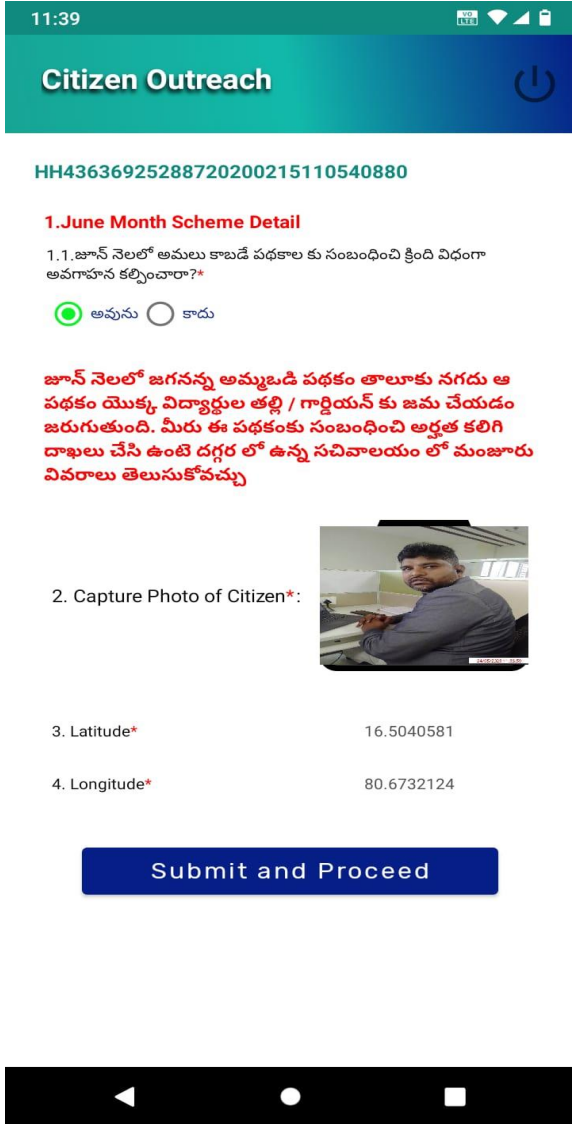 11:39
VO LTE
Citizen Outreach
HH43636925288720200215110540880
1.June Month Scheme Detail
1.1.జూన్ నెలలో అమలు కాబడే పథకాల కు సంబంధించి క్రింది విధంగా
అవగాహన కల్పించారా?*
అవును కాదు
జూన్ నెలలో జగనన్న అమ్మఒడి పథకం తాలూకు నగదు ఆ
పథకం యొక్క విద్యార్థుల తల్లి / గార్డియన్ కు జమ చేయడం
జరుగుతుంది. మీరు ఈ పథకంకు సంబంధించి అర్హత కలిగి
దాఖలు చేసి ఉంటె దగ్గర లో ఉన్న సచివాలయం లో మంజూరు
వివరాలు తెలుసుకోవచ్చు
2. Capture Photo of Citizen*:
3. Latitude* 16.5040581
4. Longitude* 80.6732124
Submit and Proceed